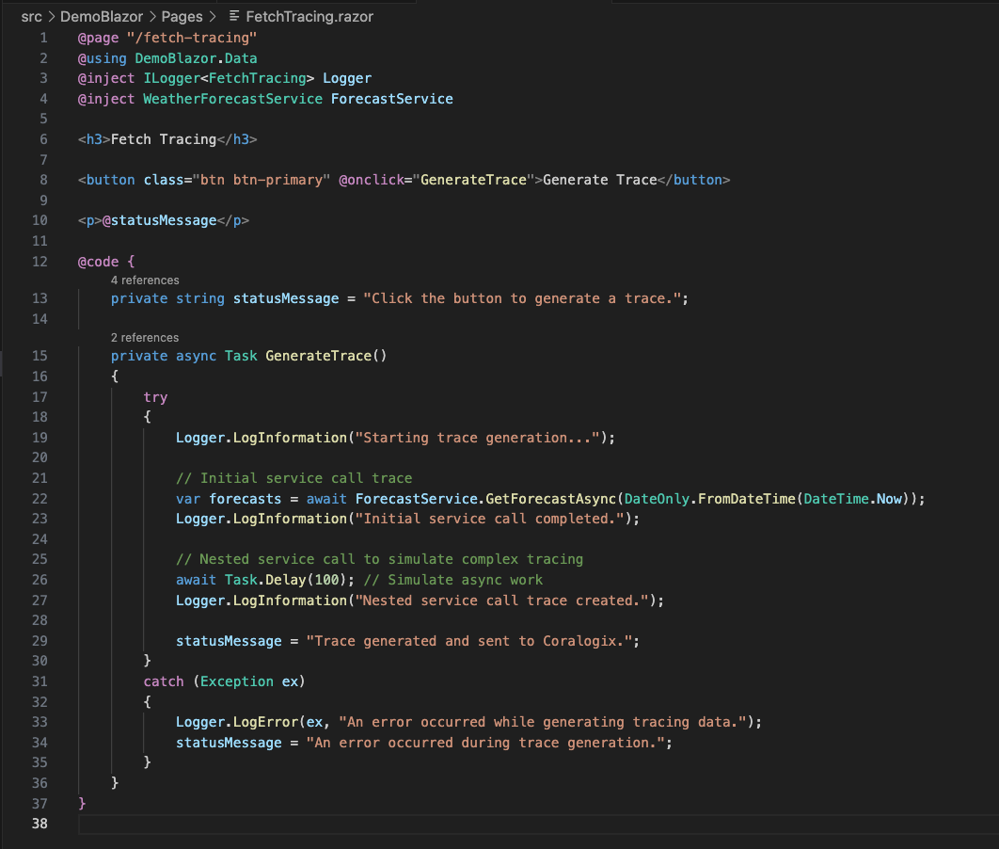 src > DemoBlazor > Pages > FetchTracing.razor
1 @page "/fetch-tracing"
2 @using DemoBlazor.Data
3 @inject ILogger<FetchTracing> Logger
4 @inject WeatherForecastService ForecastService
5
6 <h3>Fetch Tracing</h3>
7
8 <button class="btn btn-primary" @onclick="GenerateTrace">Generate Trace</button>
9
10 <p>@statusMessage</p>
11
12 @code {
4 references
13 private string statusMessage = "Click the button to generate a trace.";
14
2 references
15 private async Task GenerateTrace()
16 {
17 try
18 {
19 Logger.LogInformation("Starting trace generation...");
20
21 // Initial service call trace
22 var forecasts = await ForecastService.GetForecastAsync(DateOnly.FromDateTime(DateTime.Now));
23 Logger.LogInformation("Initial service call completed.");
24
25 // Nested service call to simulate complex tracing
26 await Task.Delay(100); // Simulate async work
27 Logger.LogInformation("Nested service call trace created.");
28
29 statusMessage = "Trace generated and sent to Coralogix.";
30 }
31 catch (Exception ex)
32 {
33 Logger.LogError(ex, "An error occurred while generating tracing data.");
34 statusMessage = "An error occurred during trace generation.";
35 }
36 }
37 }
38